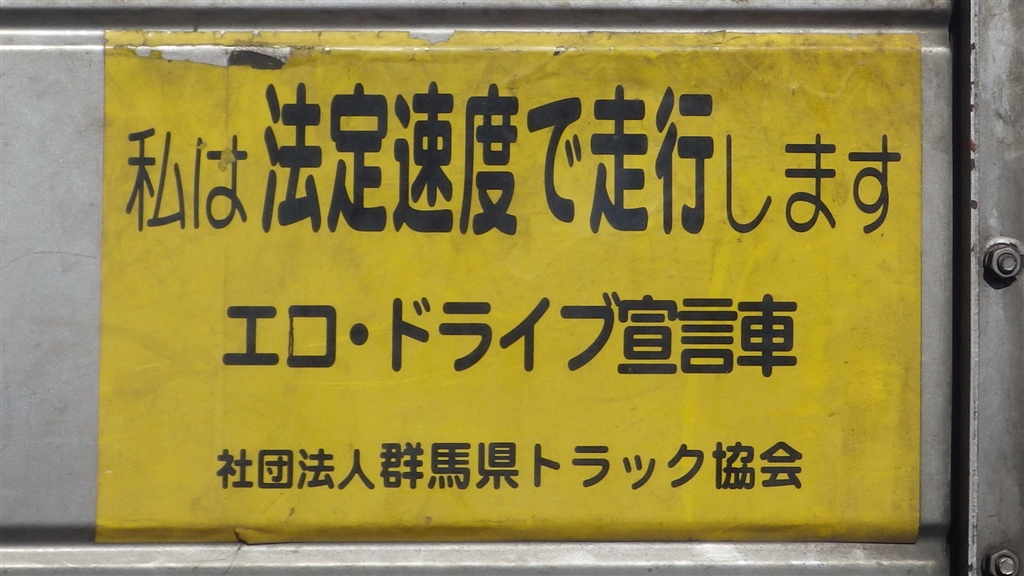 私は法定速度で走行します
エコ・ドライブ宣言車
社団法人群馬県トラック協会